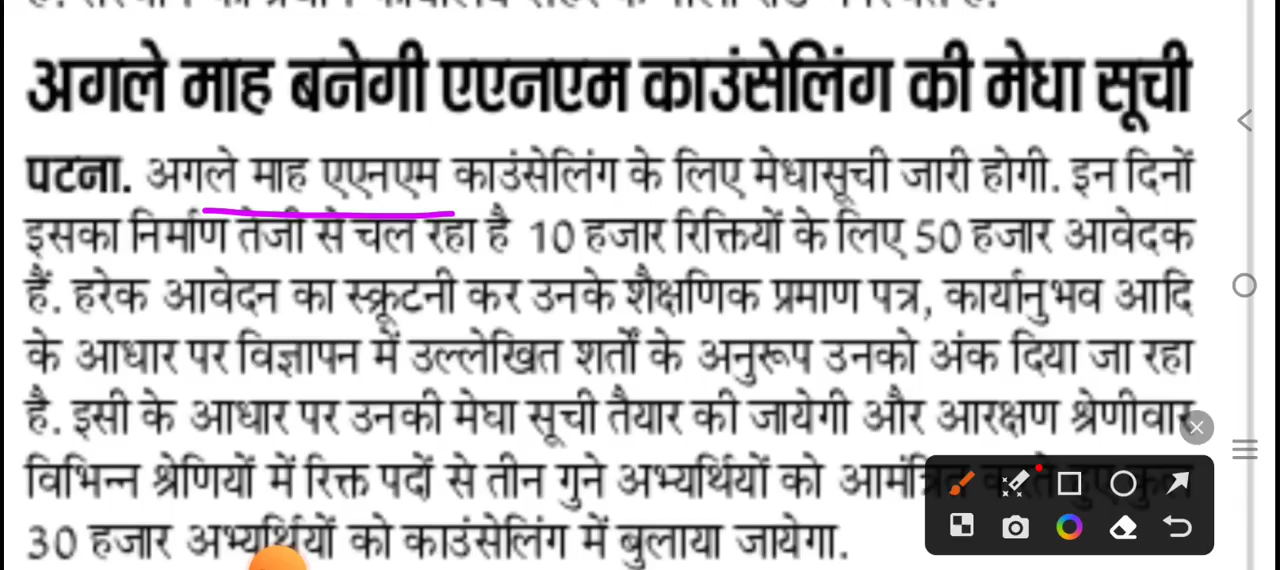 अगले माह बनेगी एएनएम काउंसेलिंग की मेधा सूची
पटना. अगले माह एएनएम काउंसेलिंग के लिए मेधासूची जारी होगी. इन दिनों
इसका निर्माण तेजी से चल रहा है 10 हजार रिक्तियों के लिए 50 हजार आवेदक
हैं. हरेक आवेदन का स्क्रूटनी कर उनके शैक्षणिक प्रमाण पत्र, कार्यानुभव आदि
के आधार पर विज्ञापन में उल्लेखित शर्तों के अनुरूप उनको अंक दिया जा रहा
है. इसी के आधार पर उनकी मेघा सूची तैयार की जायेगी और आरक्षण श्रेणीवार
विभिन्न श्रेणियों में रिक्त पदों से तीन गुने अभ्यर्थियों को आमंत्रित करते हुए कुल
30 हजार अभ्यर्थियों को काउंसेलिंग में बुलाया जायेगा.